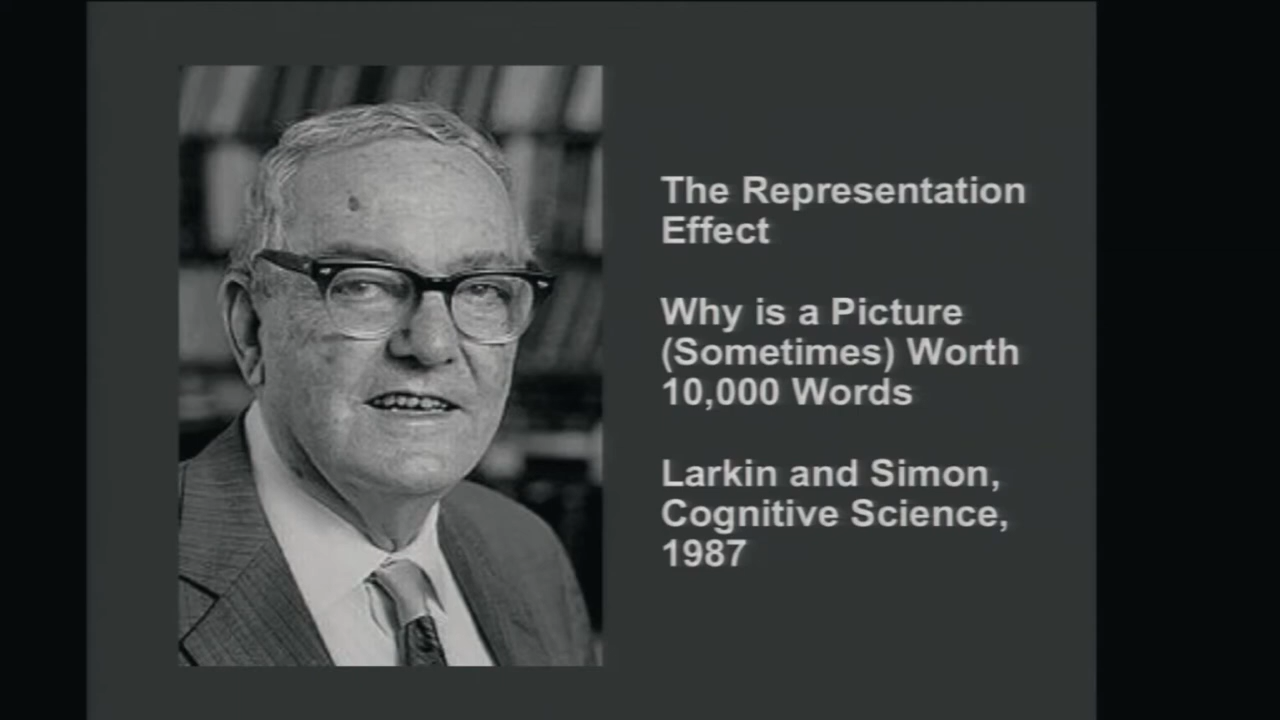 The Representation
Effect
Why is a Picture
(Sometimes) Worth
10,000 Words
Larkin and Simon,
Cognitive Science,
1987